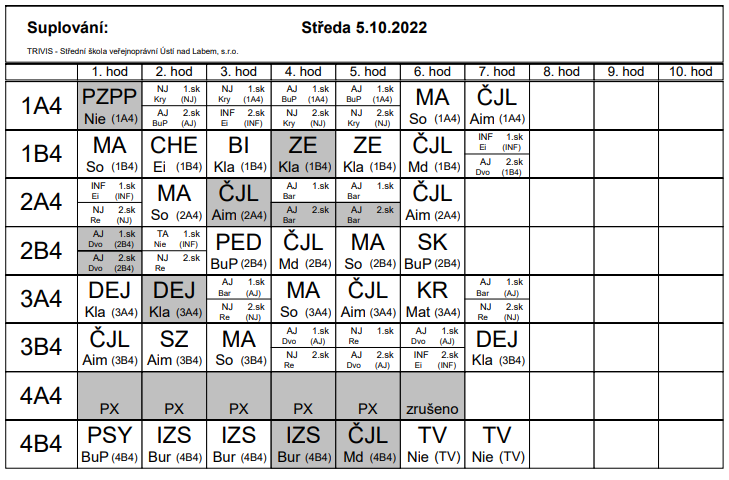 Suplování: Středa 5.10.2022
TRIVIS - Střední škola veřejnoprávní Ústí nad Labem, s.r.o.
1. hod 2. hod 3. hod 4. hod 5. hod 6. hod 7. hod 8. hod 9. hod 10. hod
1A4
PZPP
Nie (1A4)
NJ 1.sk
Kry (NJ)
AJ 2.sk
BuP (AJ)
NJ 1.sk
Kry (1A4)
INF 2.sk
Ei (INF)
AJ 1.sk
BuP (1A4)
NJ 2.sk
Kry (NJ)
AJ 1.sk
BuP (1A4)
NJ 2.sk
Kry (NJ)
MA
So (1A4)
ČJL
Aim (1A4)
1B4
MA
So (1B4)
CHE
Ei (1B4)
BI
Kla (1B4)
ZE
Kla (1B4)
ZE
Kla (1B4)
ČJL
Md (1B4)
INF 1.sk
Ei (INF)
AJ 2.sk
Dvo (1B4)
2A4
INF 1.sk
Ei (INF)
NJ 2.sk
Re (NJ)
MA
So (2A4)
ČJL
Aim (2A4)
AJ 1.sk
Bar
AJ 2.sk
Bar
AJ 1.sk
Bar
AJ 2.sk
Bar
ČJL
Aim (2A4)
2B4
AJ 1.sk
Dvo (2B4)
AJ 2.sk
Dvo (2B4)
TA 1.sk
Nie (INF)
NJ 2.sk
Re
PED
BuP (2B4)
ČJL
Md (2B4)
MA
So (2B4)
SK
BuP (2B4)
3A4
DEJ
Kla (3A4)
DEJ
Kla (3A4)
AJ 1.sk
Bar (AJ)
NJ 2.sk
Re (NJ)
MA
So (3A4)
ČJL
Aim (3A4)
KR
Mat (3A4)
AJ 1.sk
Bar (AJ)
NJ 2.sk
Re (NJ)
3B4
ČJL
Aim (3B4)
SZ
Aim (3B4)
MA
So (3B4)
AJ 1.sk
Dvo (AJ)
NJ 2.sk
Re
NJ 1.sk
Re
AJ 2.sk
Dvo (AJ)
AJ 1.sk
Dvo (AJ)
INF 2.sk
Ei (INF)
DEJ
Kla (3B4)
4A4
PX PX PX PX PX zrušeno
4B4
PSY
BuP (4B4)
IZS
Bur (4B4)
IZS
Bur (4B4)
IZS
Bur (4B4)
ČJL
Md (4B4)
TV
Nie (TV)
TV
Nie (TV)